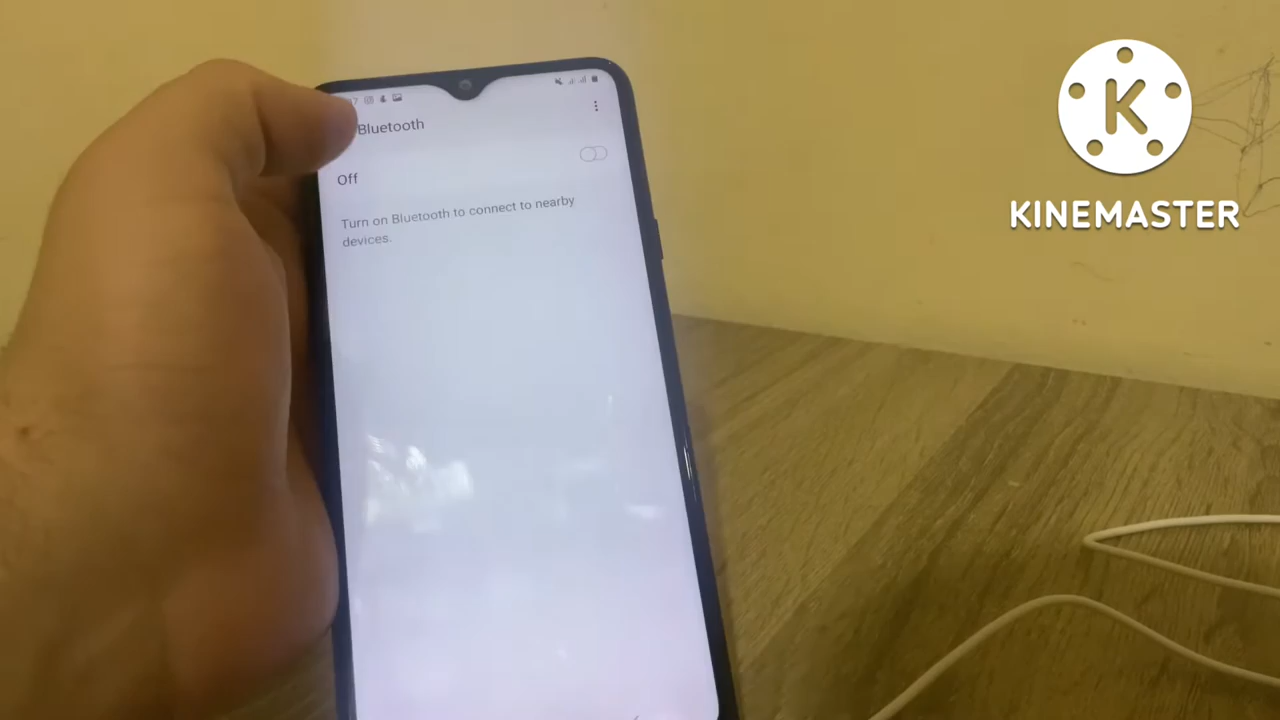 Bluetooth
Off
Turn on Bluetooth to connect to nearby
devices.
K
KINEMASTER